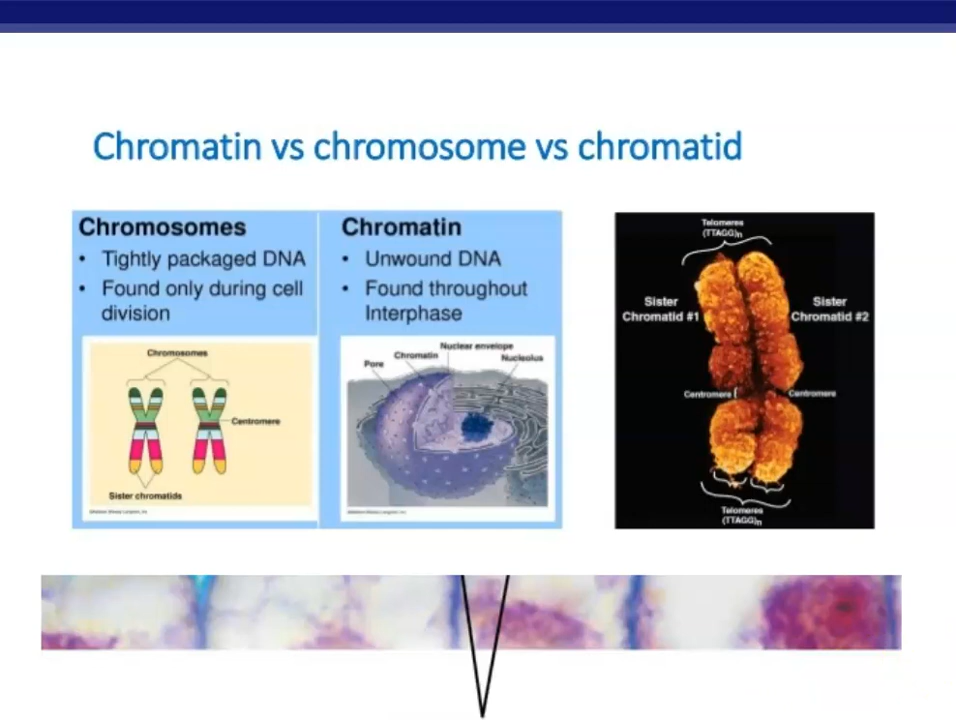 Chromatin vs chromosome vs chromatid
Chromosomes
• Tightly packaged DNA
• Found only during cell
division
Chromosomes
Centromere
Sister chromatids
Chromatin
• Unwound DNA
• Found throughout
Interphase
Nuclear envelope
Chromatin
Nucleolus
Pore
Telomeres
(TTAGG)n
Sister
Chromatid #1
Sister
Chromatid #2
Centromere
Centromere
Telomeres
(TTAGG)n